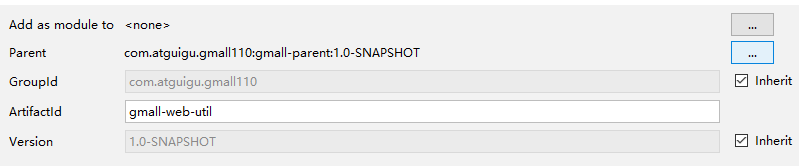 Add as module to <none> ...
Parent com.atguigu.gmall110:gmall-parent:1.0-SNAPSHOT ...
GroupId com.atguigu.gmall110 Inherit
ArtifactId gmall-web-util
Version 1.0-SNAPSHOT Inherit